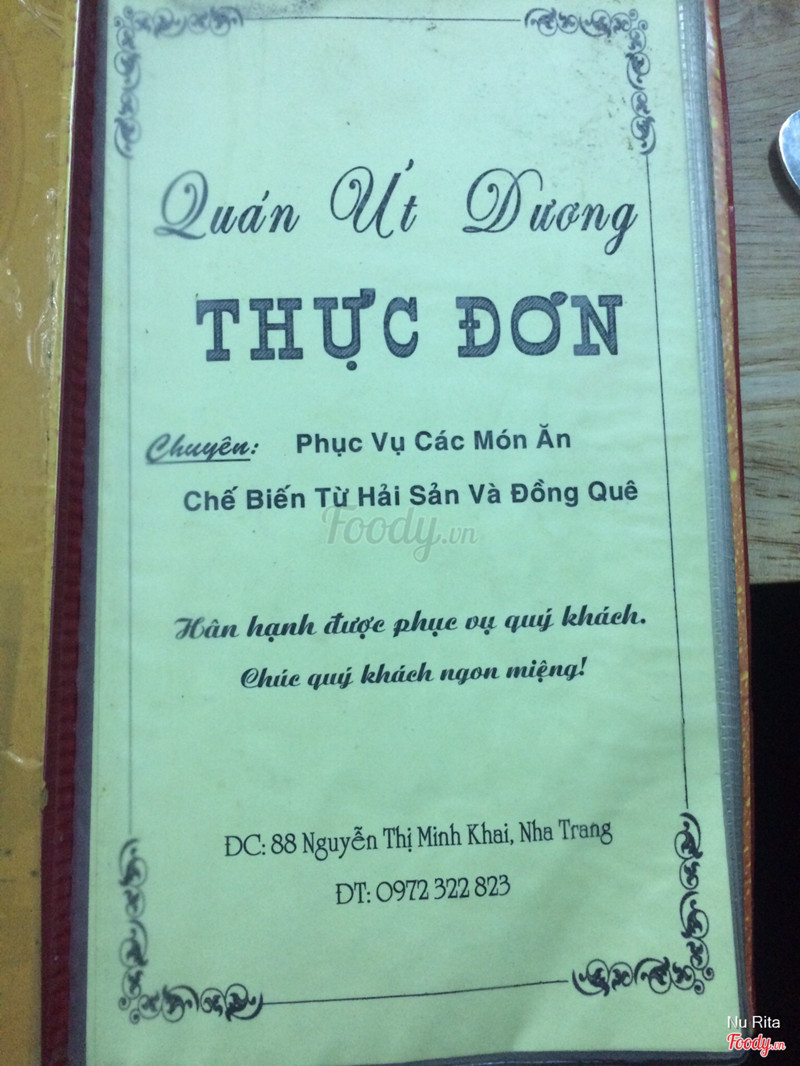 Quán Út Dương
THỰC ĐƠN
Chuyên: Phục Vụ Các Món Ăn
Chế Biến Từ Hải Sản Và Đồng Quê
Foody.vn
Hân hạnh được phục vụ quý khách.
Chúc quý khách ngon miệng!
ĐC: 88 Nguyễn Thị Minh Khai, Nha Trang
ĐT: 0972 322 823
Nu Rita
Foody.vn